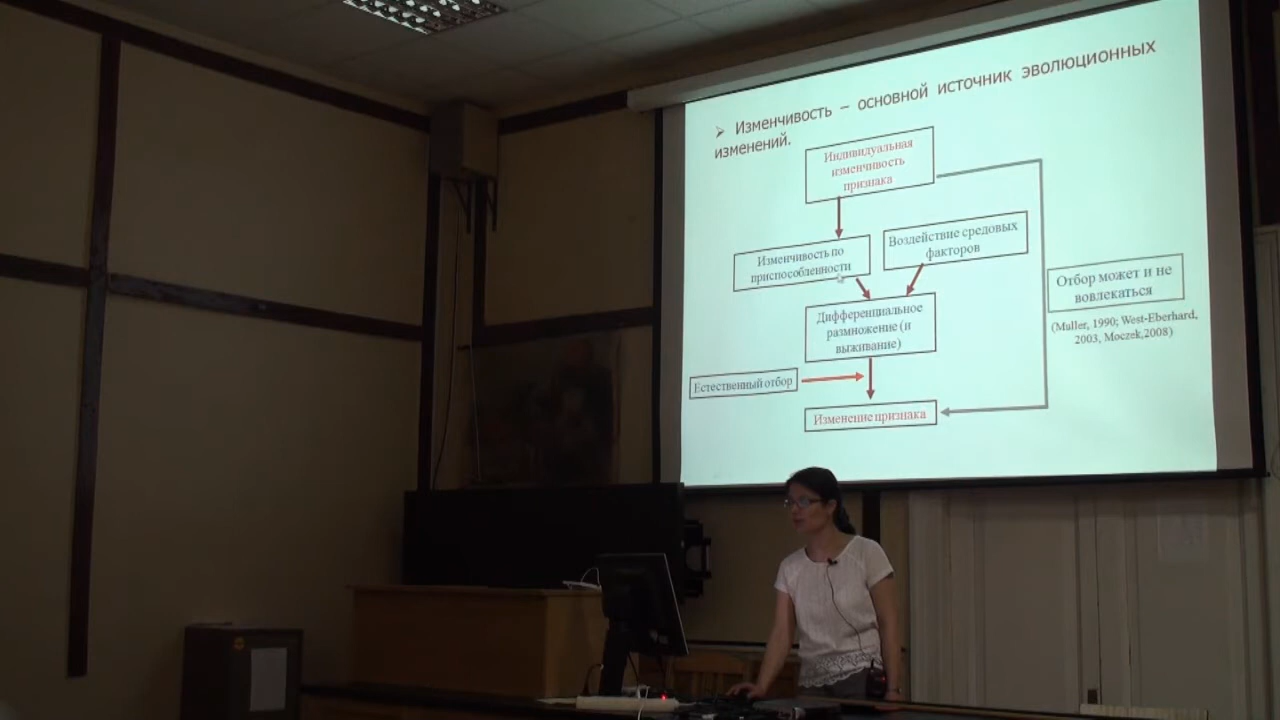 ➤ Изменчивость – основной источник эволюционных
изменений.
Индивидуальная
изменчивость
признака
Изменчивость по
приспособленности
Воздействие средовых
факторов
Дифференциальное
размножение (и
выживание)
Отбор может и не
вовлекаться
(Muller, 1990; West-Eberhard,
2003, Moczek,2008)
Естественный отбор
Изменение признака